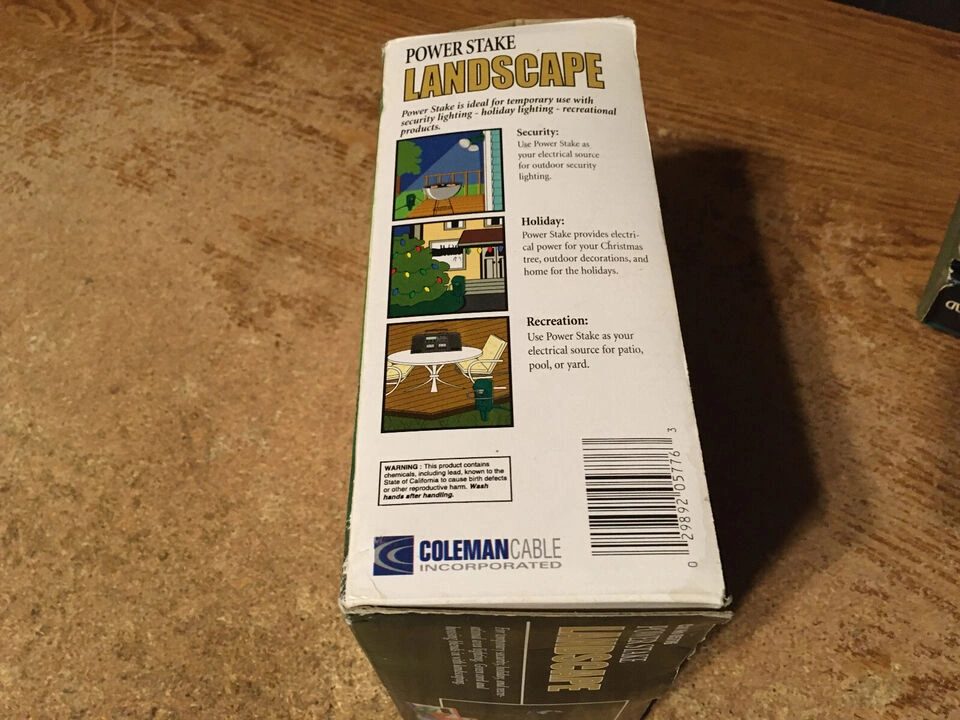 POWER STAKE
LANDSCAPE
Power Stake is ideal for temporary use with
security lighting - holiday lighting - recreational
products.
Security:
Use Power Stake as
your electrical source
for outdoor security
lighting.
Holiday:
Power Stake provides electri-
cal power for your Christmas
tree, outdoor decorations, and
home for the holidays.
Recreation:
Use Power Stake as your
electrical source for patio,
pool, or yard.
WARNING : This product contains
chemicals, including lead, known to the
State of California to cause birth defects
or other reproductive harm. Wash
hands after handling.
COLEMANCABLE
INCORPORATED
0 29892 05776 3
POWER STAKE
LANDSCAPE